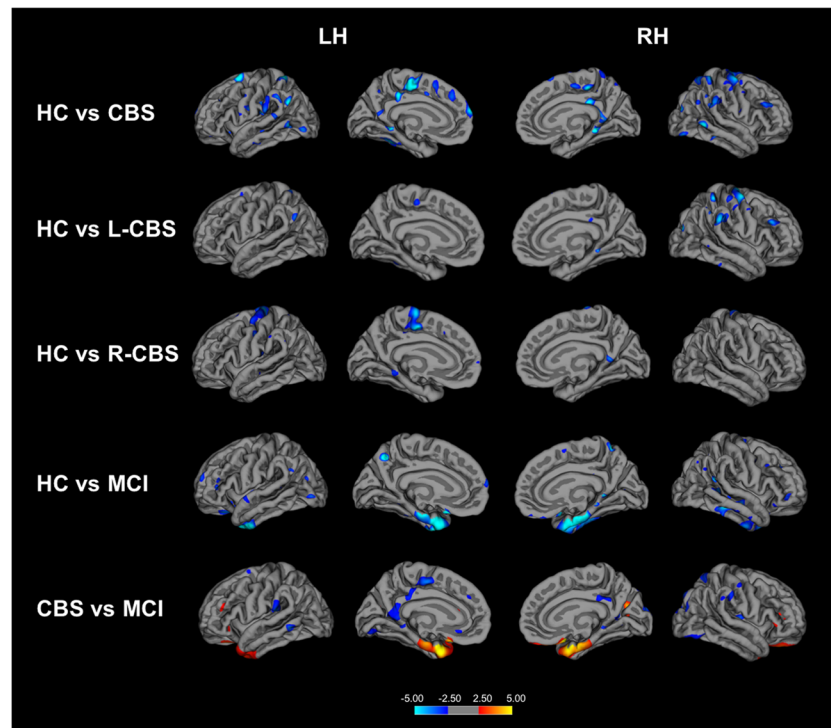 LH RH
HC vs CBS
HC vs L-CBS
HC vs R-CBS
HC vs MCI
CBS vs MCI
-5.00 -2.50 2.50 5.00